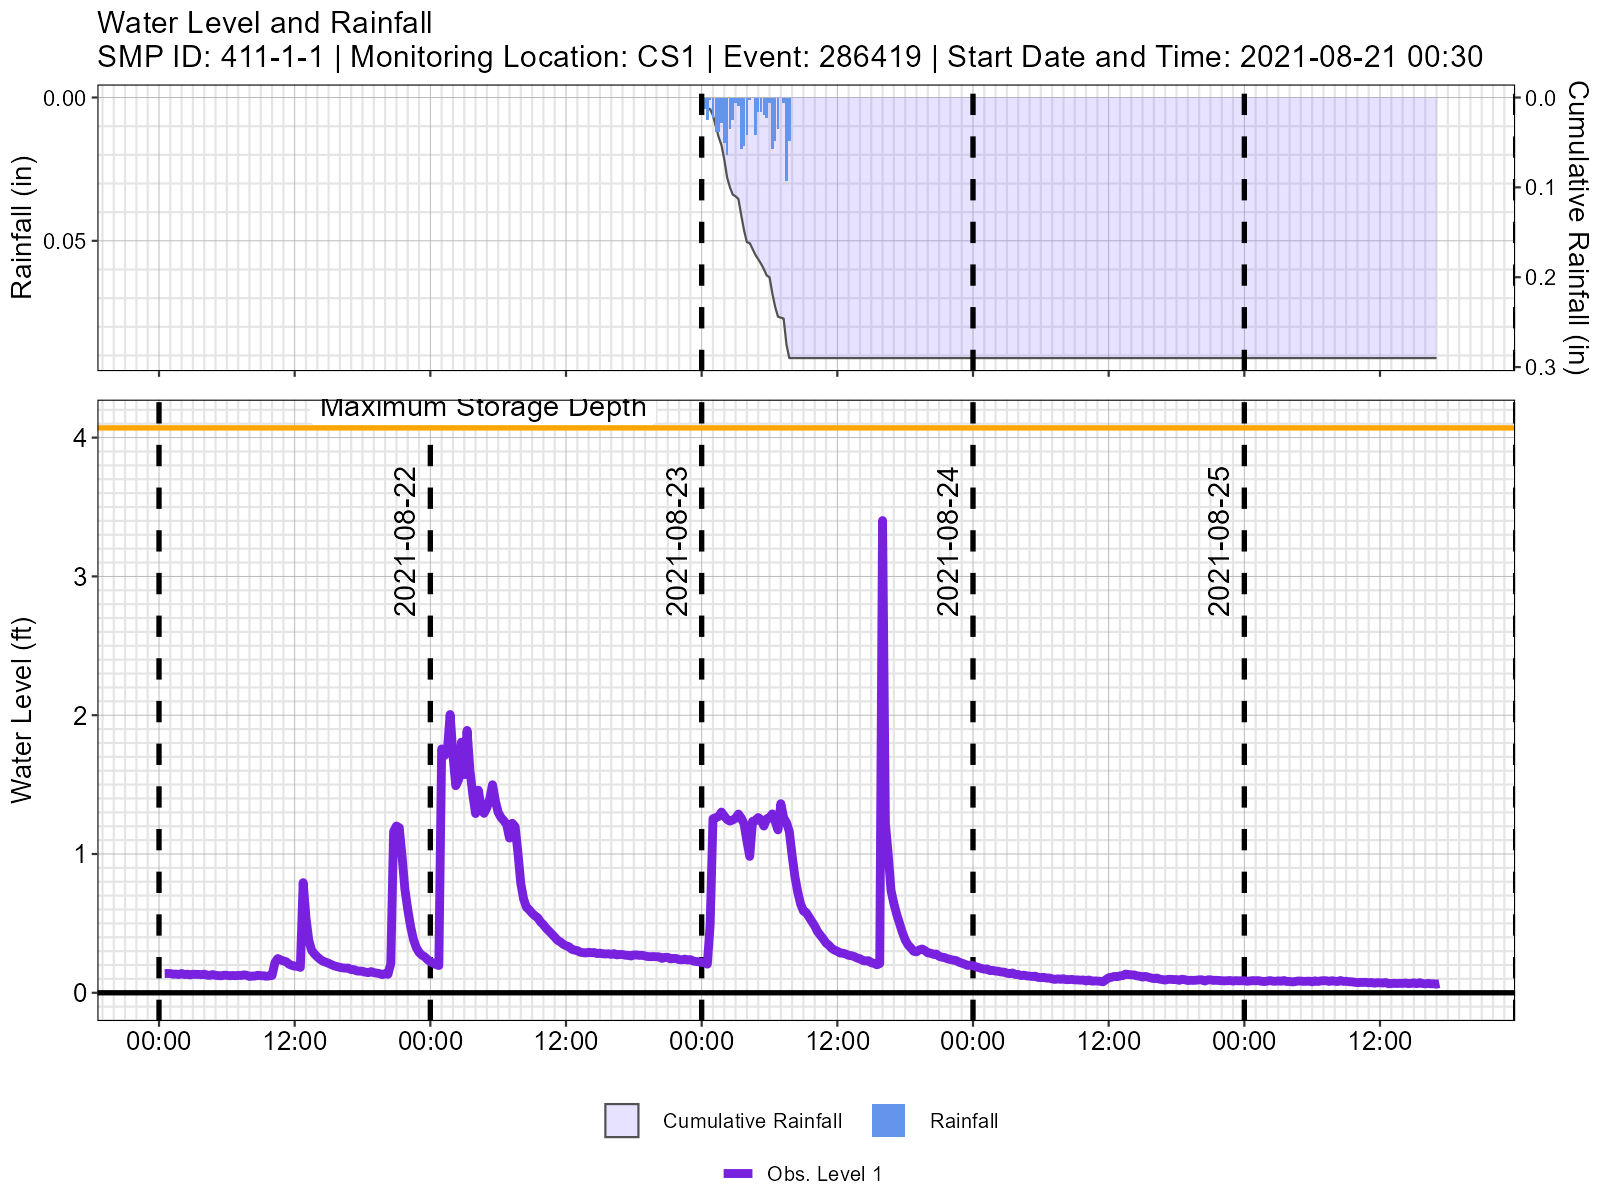 Water Level and Rainfall
SMP ID: 411-1-1 | Monitoring Location: CS1 | Event: 286419 | Start Date and Time: 2021-08-21 00:30
Rainfall (in)
0.00
0.05
0.0
0.1
0.2
0.3
Cumulative Rainfall (in)
Maximum Storage Depth
Water Level (ft)
4
3
2
1
0
2021-08-22
2021-08-23
2021-08-24
2021-08-25
00:00 12:00 00:00 12:00 00:00 12:00 00:00 12:00 00:00 12:00
Cumulative Rainfall
Rainfall
Obs. Level 1